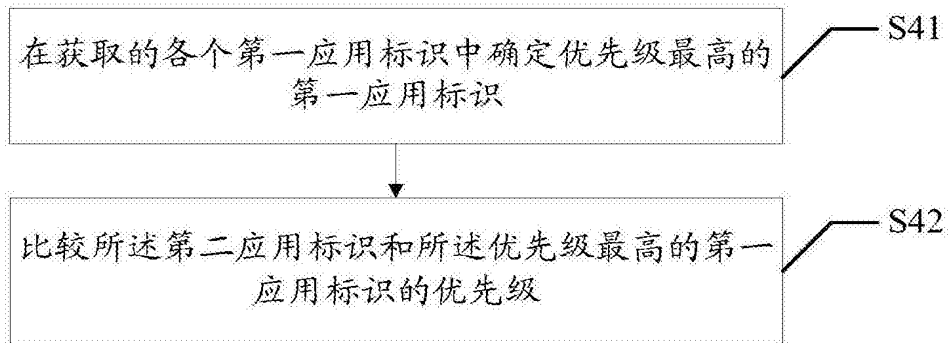 在获取的各个第一应用标识中确定优先级最高的
第一应用标识
S41
比较所述第二应用标识和所述优先级最高的第一
应用标识的优先级
S42